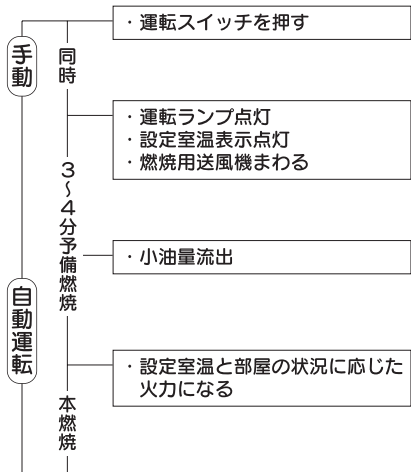 手動
同時
・運転スイッチを押す
・運転ランプ点灯
・設定室温表示点灯
・燃焼用送風機まわる
3〜4分予備燃焼
・小油量流出
自動運転
・設定室温と部屋の状況に応じた
火力になる
本燃焼